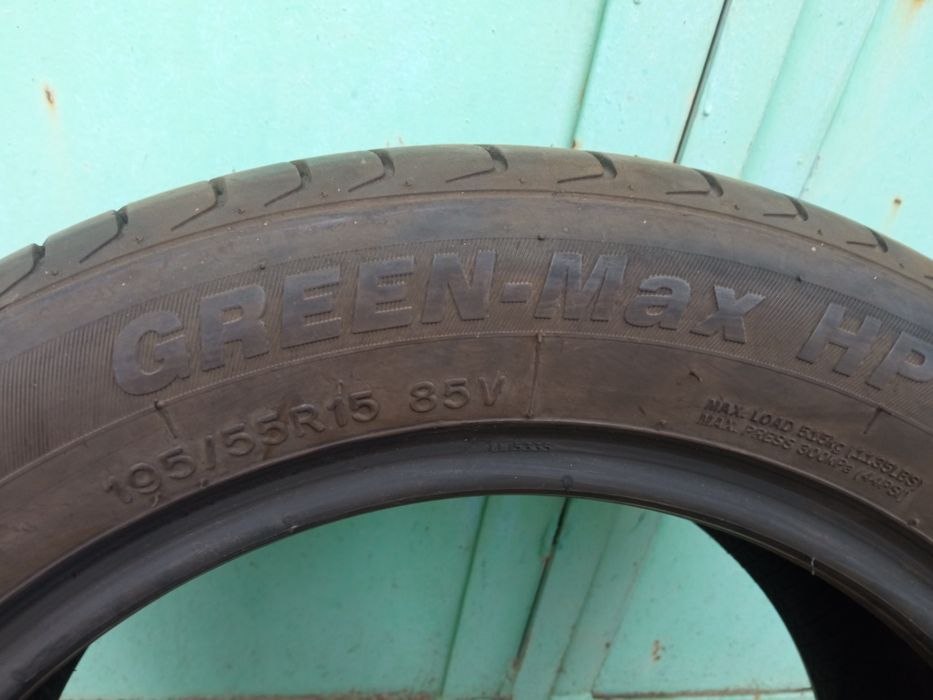 GREEN-Max HP
195/55R15 85V
MAX. LOAD 515kg (1135LBS)
MAX. PRESS 300KPa (44PSI)